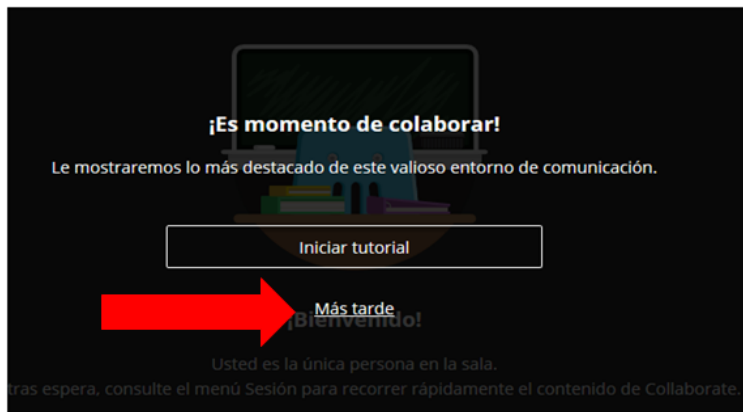 ¡Es momento de colaborar!
Le mostraremos lo más destacado de este valioso entorno de comunicación.
Iniciar tutorial
Más tarde
¡Bienvenido!
Usted es la única persona en la sala.
tras espera, consulte el menú Sesión para recorrer rápidamente el contenido de Collaborate.